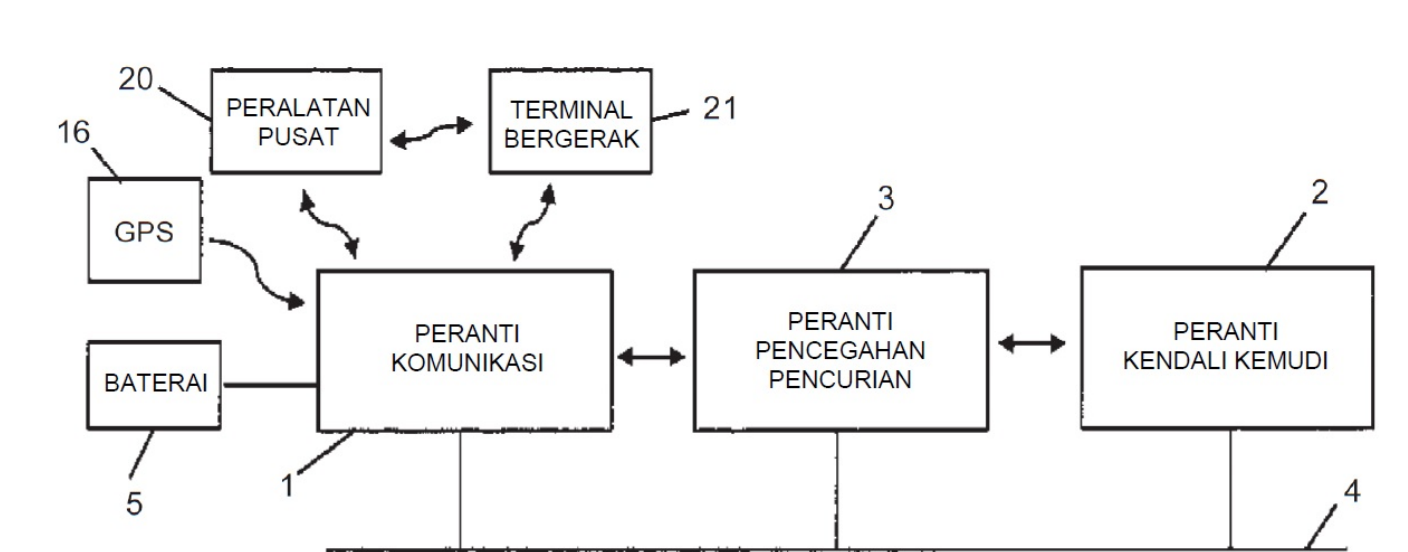 20
PERALATAN
PUSAT
TERMINAL
BERGERAK
21
16
GPS
3
2
PERANTI
KOMUNIKASI
PERANTI
PENCEGAHAN
PENCURIAN
PERANTI
KENDALI KEMUDI
BATERAI
5
1
4